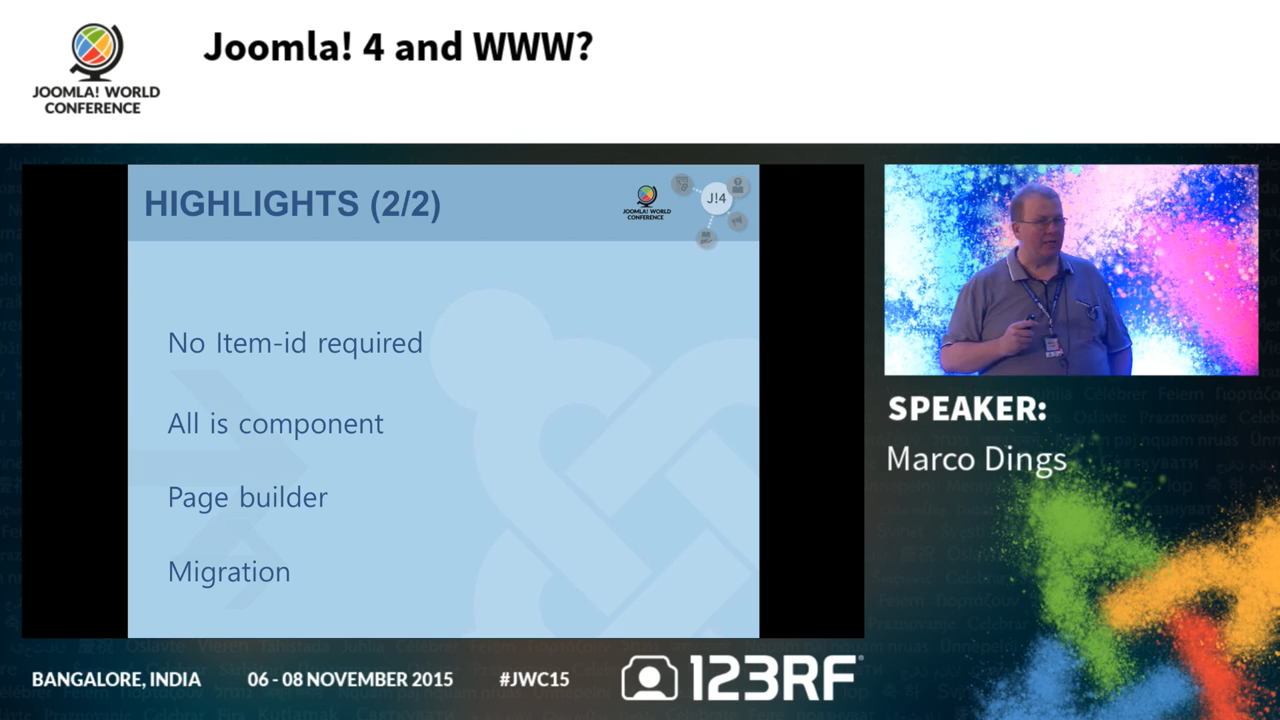 Joomla! 4 and WWW?
JOOMLA! WORLD
CONFERENCE
HIGHLIGHTS (2/2)
JOOMLA! WORLD
CONFERENCE
J!4
No Item-id required
All is component
Page builder
Migration
SPEAKER:
Marco Dings
BANGALORE, INDIA
06 - 08 NOVEMBER 2015
#JWC15
123RF®